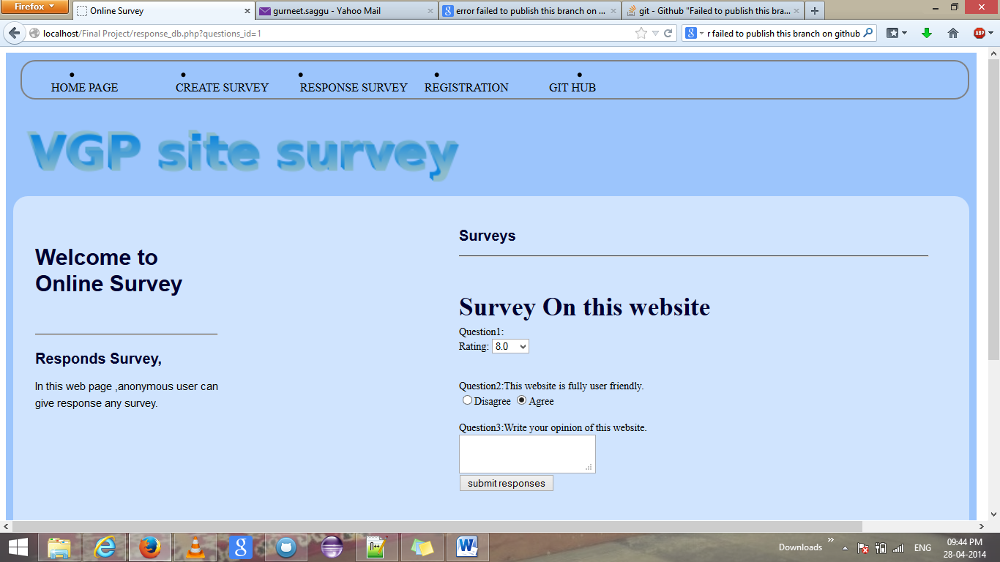 Firefox
Online Survey
gurneet.saggu - Yahoo Mail
error failed to publish this branch on ...
git - Github "Failed to publish this bra...
localhost/Final Project/response_db.php?questions_id=1
r failed to publish this branch on github
ABP
HOME PAGE CREATE SURVEY RESPONSE SURVEY REGISTRATION GIT HUB
VGP site survey
Welcome to
Online Survey
Responds Survey,
In this web page ,anonymous user can
give response any survey.
Surveys
Survey On this website
Question1:
Rating: 8.0
Question2:This website is fully user friendly.
Disagree Agree
Question3:Write your opinion of this website.
submit responses
Downloads
ENG
09:44 PM
28-04-2014